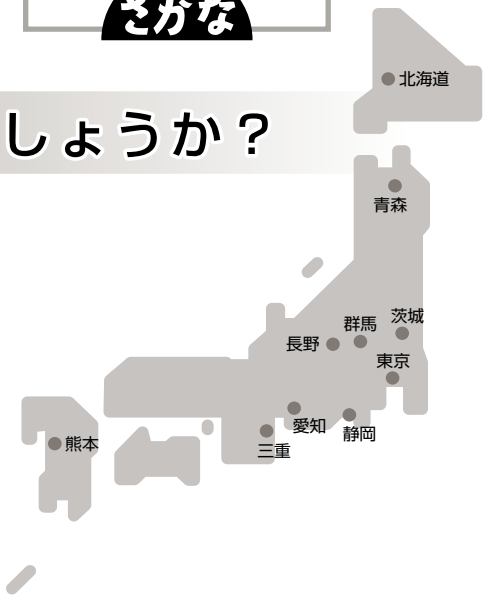 さかな
しょうか？
北海道
青森
茨城
群馬
長野
東京
愛知
静岡
三重
熊本